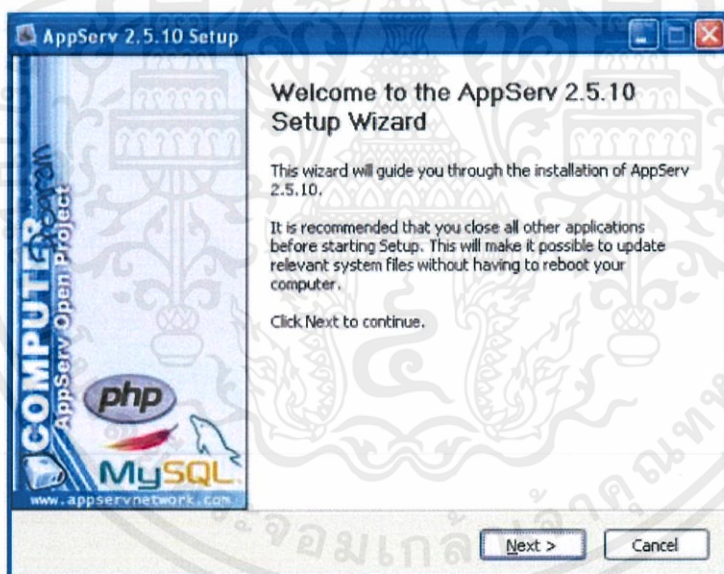 AppServ 2.5.10 Setup
Welcome to the AppServ 2.5.10
Setup Wizard
This wizard will guide you through the installation of AppServ
2.5.10.
It is recommended that you close all other applications
before starting Setup. This will make it possible to update
relevant system files without having to reboot your
computer.
Click Next to continue.
COMPUTER
Program
AppServ Open Project
php
MySQL
www.appservnetwork.com
Next >
Cancel